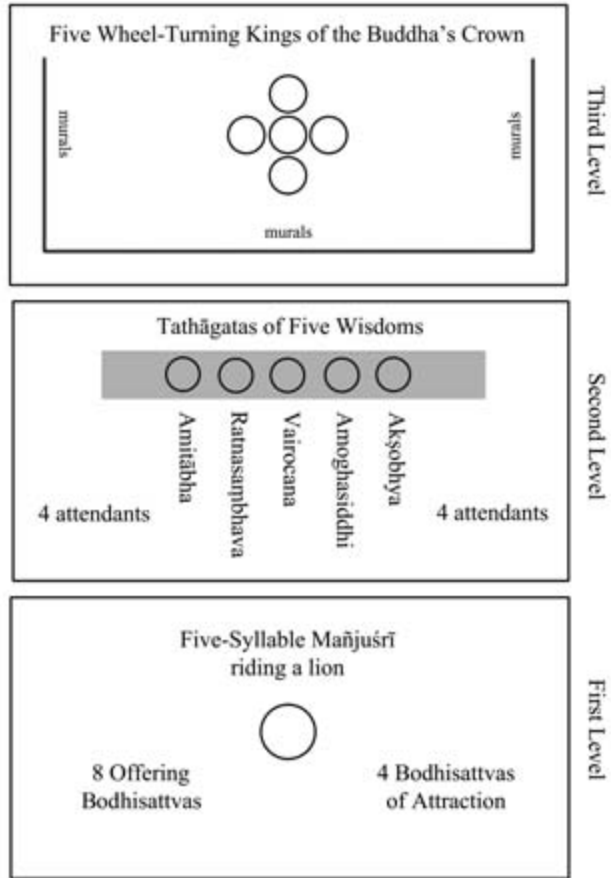 Five Wheel-Turning Kings of the Buddha's Crown
murals
murals
murals
Third Level
Tathāgatas of Five Wisdoms
Amitābha
Ratnasaṃbhava
Vairocana
Amoghasiddhi
Akṣobhya
4 attendants
4 attendants
Second Level
Five-Syllable Mañjuśrī
riding a lion
8 Offering
Bodhisattvas
4 Bodhisattvas
of Attraction
First Level